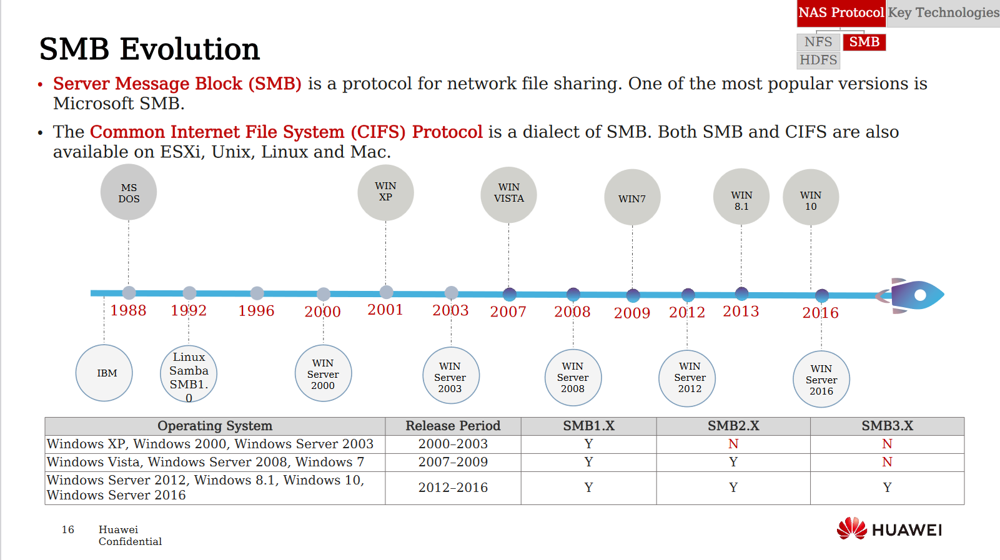 NAS Protocol Key Technologies
NFS SMB
HDFS
SMB Evolution
• Server Message Block (SMB) is a protocol for network file sharing. One of the most popular versions is
Microsoft SMB.
• The Common Internet File System (CIFS) Protocol is a dialect of SMB. Both SMB and CIFS are also
available on ESXi, Unix, Linux and Mac.
MS
DOS
WIN
XP
WIN
VISTA
WIN7
WIN
8.1
WIN
10
1988 1992 1996 2000 2001 2003 2007 2008 2009 2012 2013 2016
IBM
Linux
Samba
SMB1.
0
WIN
Server
2000
WIN
Server
2003
WIN
Server
2008
WIN
Server
2012
WIN
Server
2016
Operating System Release Period SMB1.X SMB2.X SMB3.X
Windows XP, Windows 2000, Windows Server 2003 2000–2003 Y N N
Windows Vista, Windows Server 2008, Windows 7 2007–2009 Y Y N
Windows Server 2012, Windows 8.1, Windows 10,
Windows Server 2016 2012–2016 Y Y Y
16 Huawei
Confidential
HUAWEI